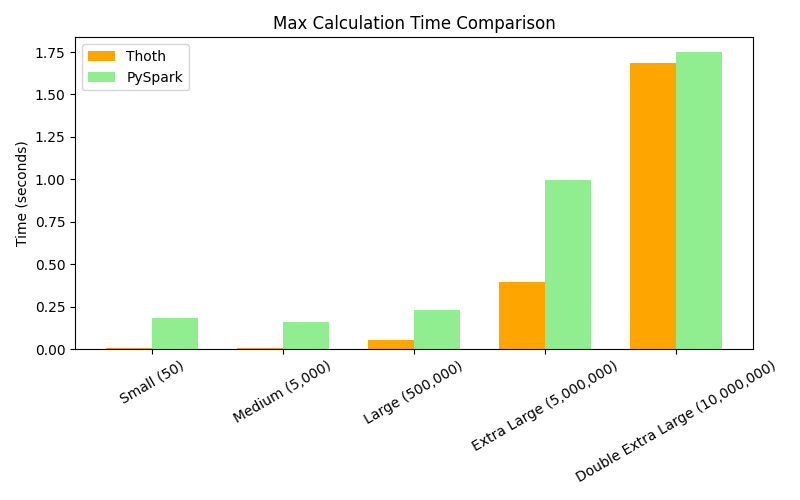 Max Calculation Time Comparison
Thoth
PySpark
Time (seconds)
1.75
1.50
1.25
1.00
0.75
0.50
0.25
0.00
Small (50)
Medium (5,000)
Large (500,000)
Extra Large (5,000,000)
Double Extra Large (10,000,000)